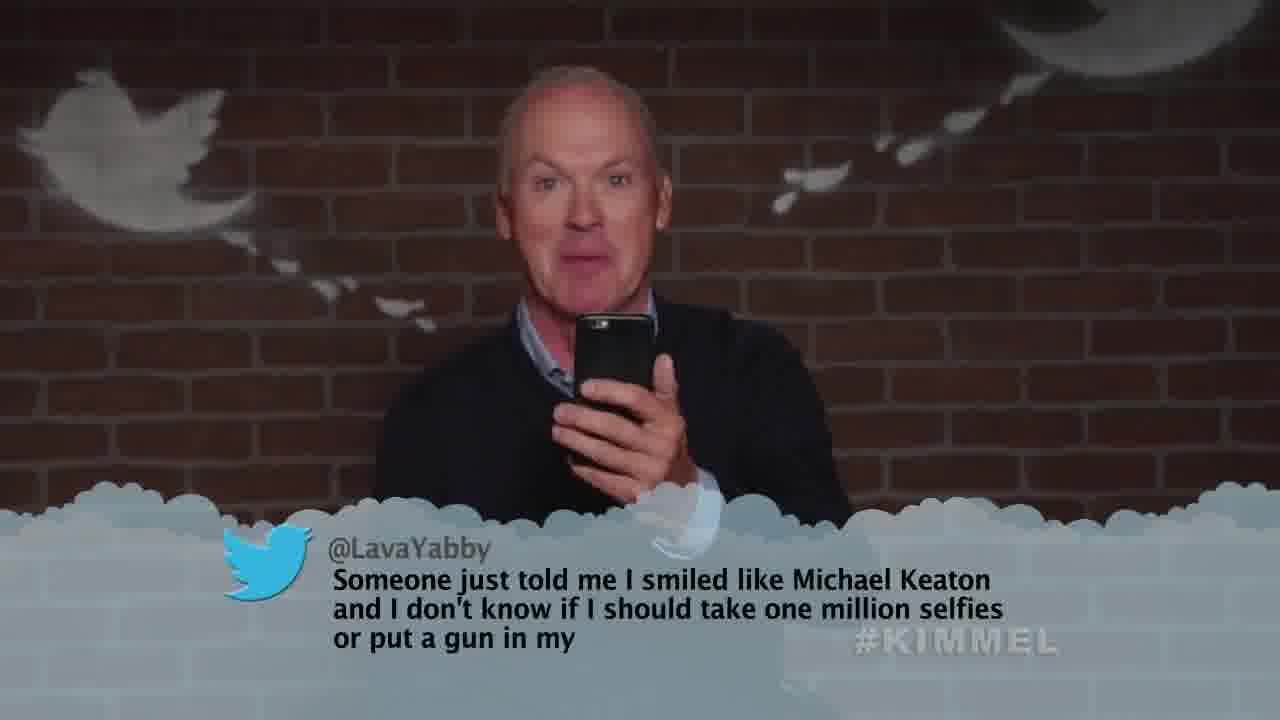 @LavaYabby
Someone just told me I smiled like Michael Keaton
and I don't know if I should take one million selfies
or put a gun in my
#KIMMEL